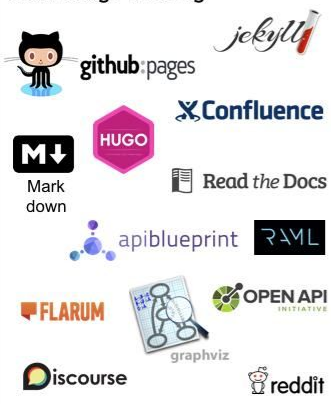 jekyll
github:pages
Confluence
HUGO
M
Mark
down
Read the Docs
apiblueprint
RAML
FLARUM
OPEN API
INITIATIVE
graphviz
Discourse
reddit